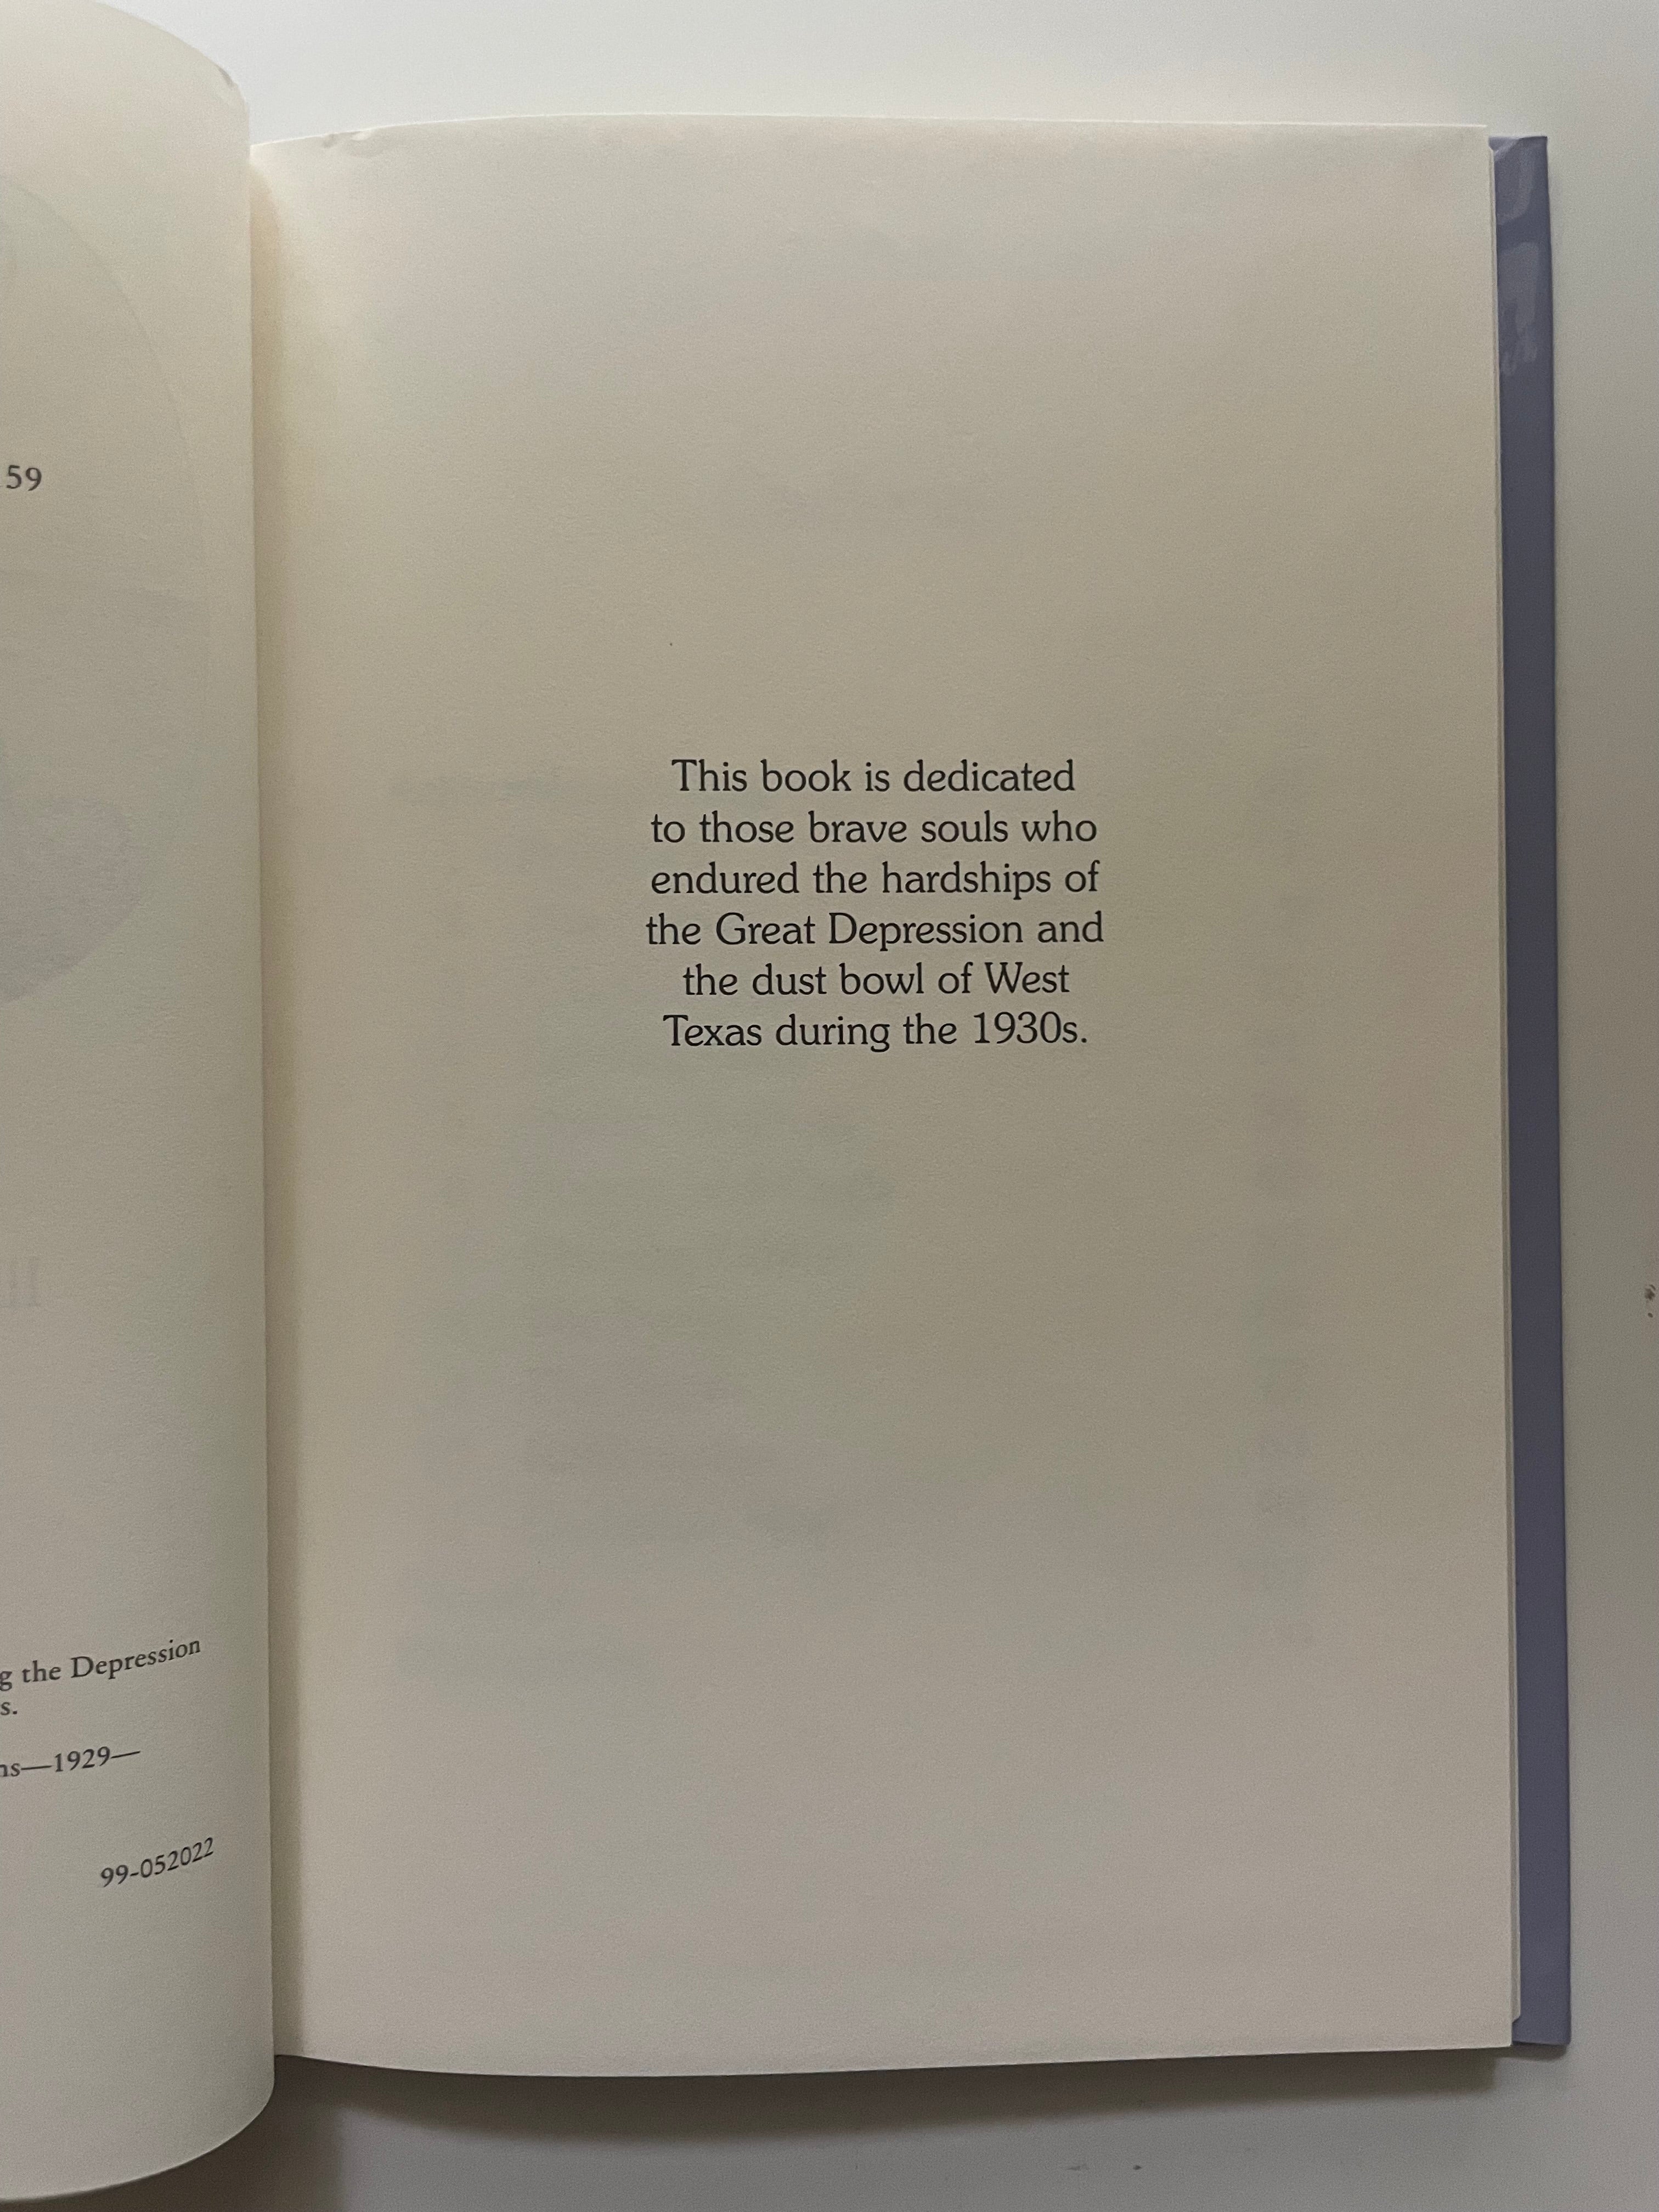 59
g the Depression
s.
ns—1929—
99-052022
This book is dedicated
to those brave souls who
endured the hardships of
the Great Depression and
the dust bowl of West
Texas during the 1930s.